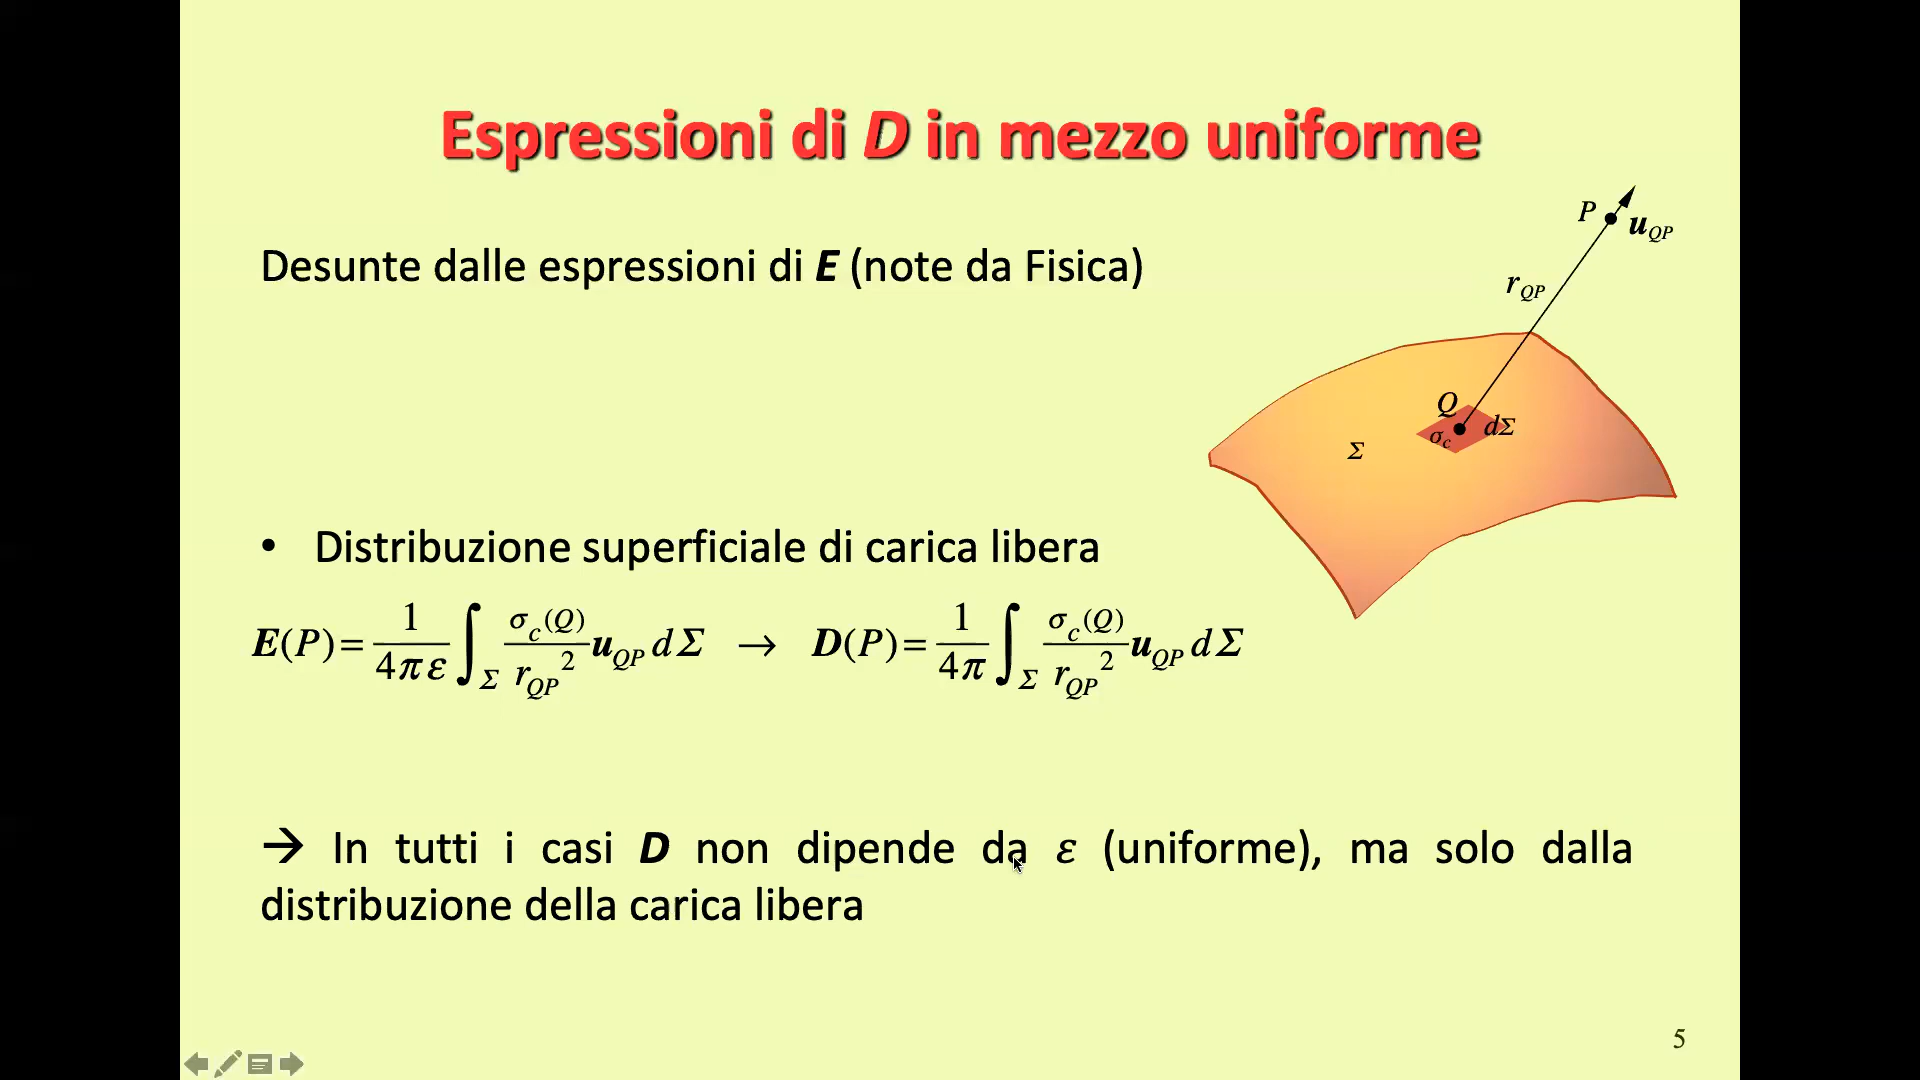 Espressioni di D in mezzo uniforme
Desunte dalle espressioni di E (note da Fisica)
P
u_QP
r_QP
Q
σ_c
dΣ
Σ
• Distribuzione superficiale di carica libera
E(P) = 1/(4πε) ∫_Σ σ_c(Q)/r_QP² u_QP dΣ → D(P) = 1/(4π) ∫_Σ σ_c(Q)/r_QP² u_QP dΣ
→ In tutti i casi D non dipende da ε (uniforme), ma solo dalla
distribuzione della carica libera
5